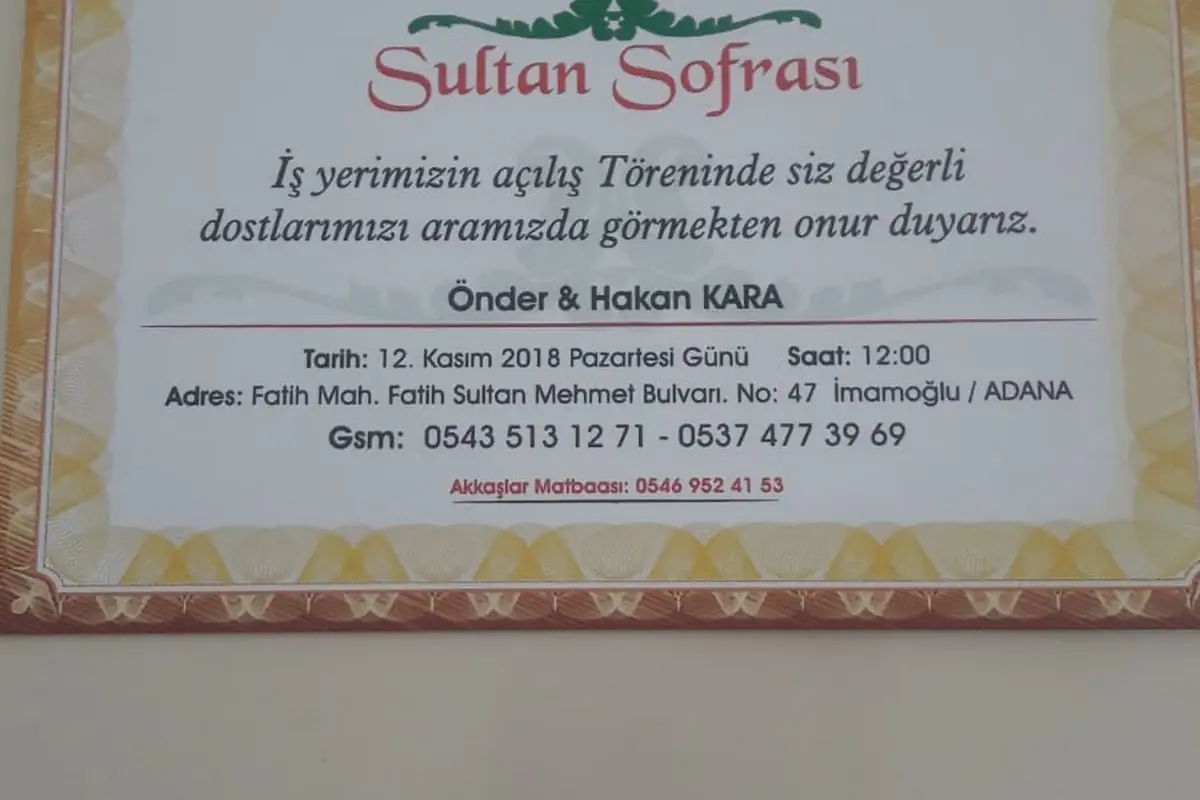 Sultan Sofrası
İş yerimizin açılış Töreninde siz değerli
dostlarımızı aramızda görmekten onur duyarız.
Önder & Hakan KARA
Tarih: 12. Kasım 2018 Pazartesi Günü Saat: 12:00
Adres: Fatih Mah. Fatih Sultan Mehmet Bulvarı. No: 47 İmamoğlu / ADANA
Gsm: 0543 513 12 71 - 0537 477 39 69
Akkaşlar Matbaası: 0546 952 41 53